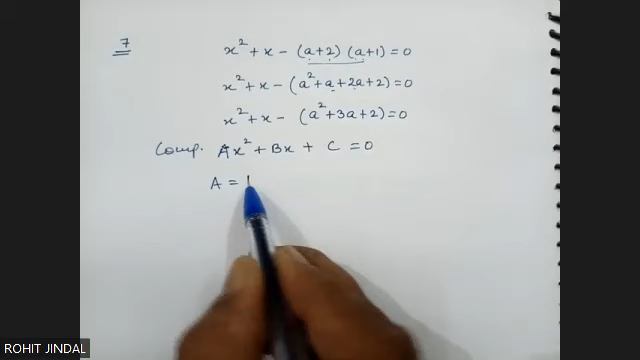 7
x² + x - (a+2) (a+1) = 0
x² + x - (a² + a + 2a + 2) = 0
x² + x - (a² + 3a + 2) = 0
Comp. Ax² + Bx + C = 0
A = 1
ROHIT JINDAL